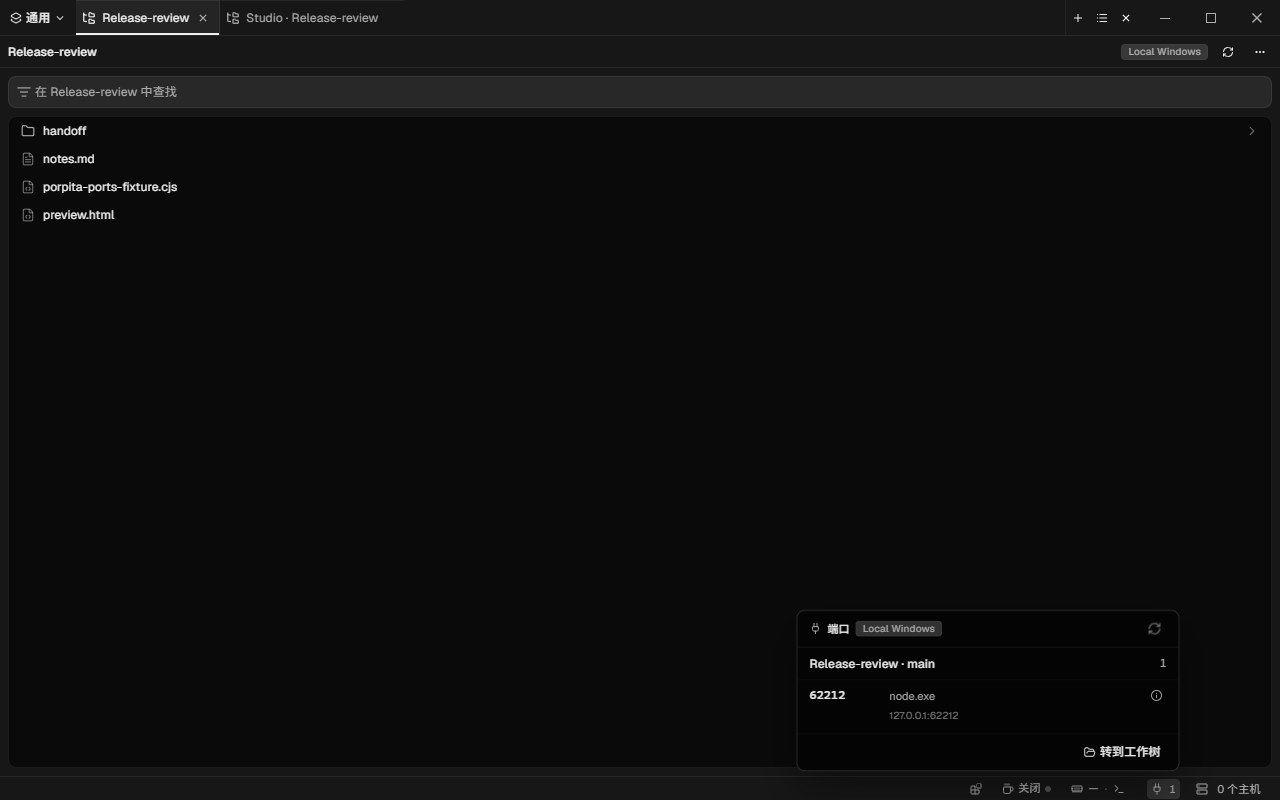 通用
Release-review
Studio · Release-review
Release-review
Local Windows
在 Release-review 中查找
handoff
notes.md
porpita-ports-fixture.cjs
preview.html
端口 Local Windows
Release-review · main 1
62212 node.exe
127.0.0.1:62212
转到工作树
关闭
1
0 个主机